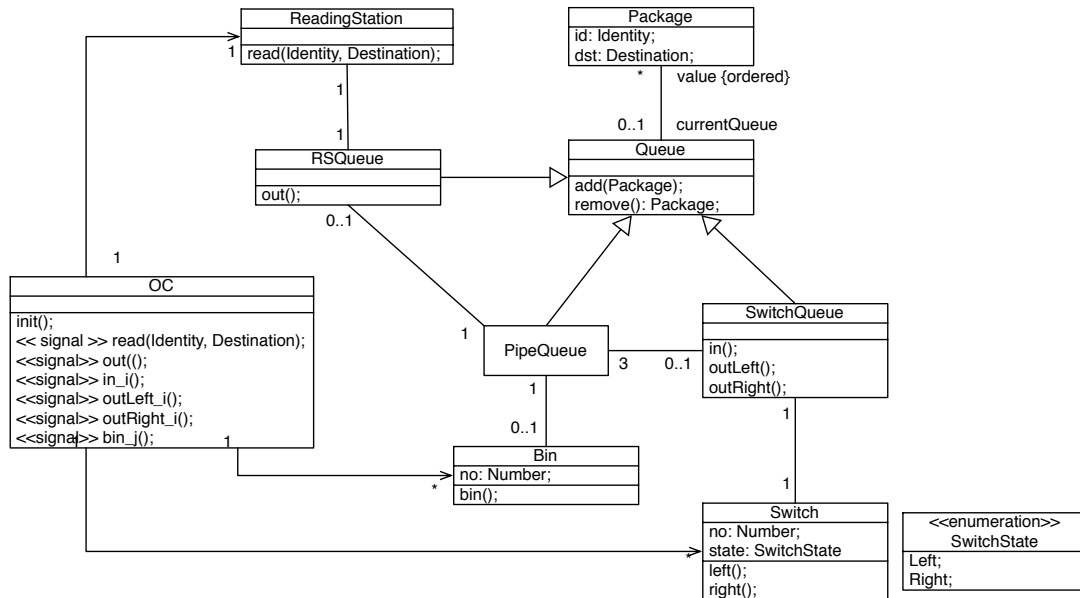 ReadingStation
read(Identity, Destination);
Package
id: Identity;
dst: Destination;
1
*
value {ordered}
1
0..1
currentQueue
1
RSQueue
out();
Queue
add(Package);
remove(): Package;
0..1
1
OC
init();
<< signal >> read(Identity, Destination);
<<signal>> out(();
<<signal>> in_i();
<<signal>> outLeft_i();
<<signal>> outRight_i();
<<signal>> bin_j();
1
1
SwitchQueue
in();
outLeft();
outRight();
1
PipeQueue
3
0..1
1
1
0..1
Bin
no: Number;
bin();
*
1
Switch
no: Number;
state: SwitchState
left();
right();
*
<<enumeration>>
SwitchState
Left;
Right;